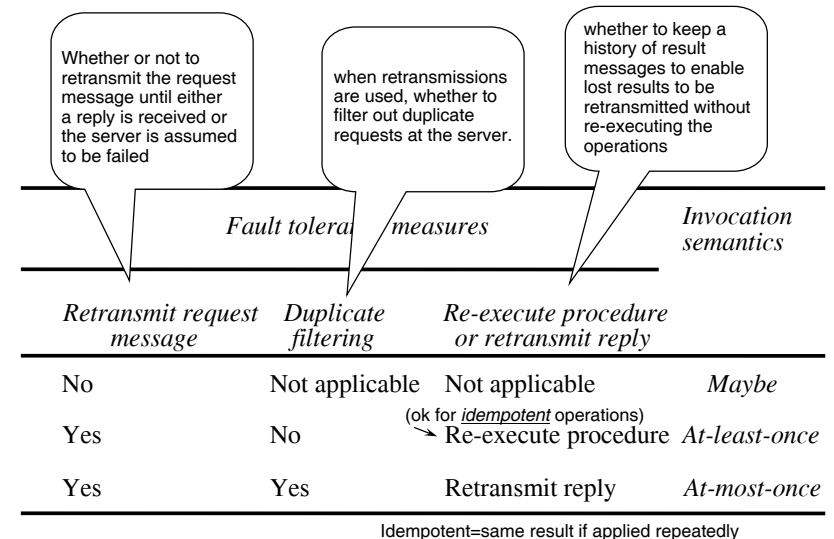 Whether or not to
retransmit the request
message until either
a reply is received or
the server is assumed
to be failed
when retransmissions
are used, whether to
filter out duplicate
requests at the server.
whether to keep a
history of result
messages to enable
lost results to be
retransmitted without
re-executing the
operations
Fault tolera measures
Invocation
semantics
Retransmit request
message
Duplicate
filtering
Re-execute procedure
or retransmit reply
No Not applicable Not applicable Maybe
(ok for idempotent operations)
Yes No Re-execute procedure At-least-once
Yes Yes Retransmit reply At-most-once
Idempotent=same result if applied repeatedly